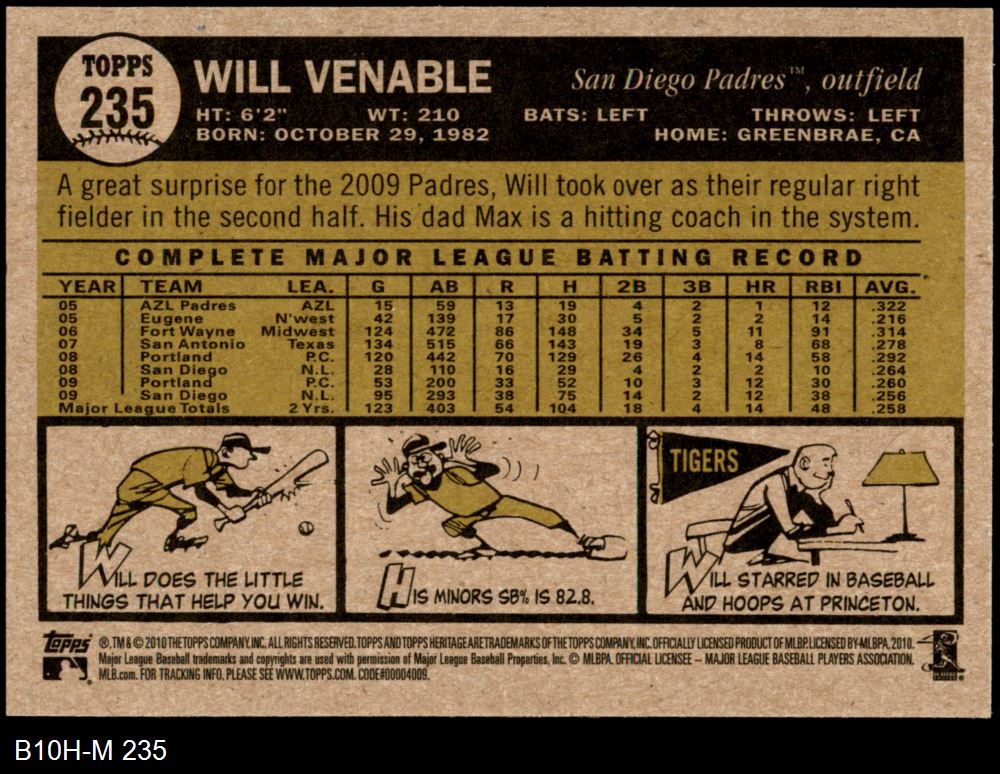 TOPPS
235
WILL VENABLE
San Diego Padres™, outfield
HT: 6'2" WT: 210 BATS: LEFT THROWS: LEFT
BORN: OCTOBER 29, 1982 HOME: GREENBRAE, CA
A great surprise for the 2009 Padres, Will took over as their regular right
fielder in the second half. His dad Max is a hitting coach in the system.
COMPLETE MAJOR LEAGUE BATTING RECORD
YEAR TEAM LEA. G AB R H 2B 3B HR RBI AVG.
05 AZL Padres AZL 15 59 13 19 4 2 1 12 .322
05 Eugene N'west 42 139 17 30 5 2 2 14 .216
06 Fort Wayne Midwest 124 472 86 148 34 5 11 91 .314
07 San Antonio Texas 134 515 66 143 19 3 8 68 .278
08 Portland P.C. 120 442 70 129 26 4 14 58 .292
08 San Diego N.L. 28 110 16 29 4 2 2 10 .264
09 Portland P.C. 53 200 33 52 10 3 12 30 .260
09 San Diego N.L. 95 293 38 75 14 2 12 38 .256
Major League Totals 2 Yrs. 123 403 54 104 18 4 14 48 .258
WILL DOES THE LITTLE
THINGS THAT HELP YOU WIN.
HIS MINORS SB% IS 82.8.
TIGERS
WILL STARRED IN BASEBALL
AND HOOPS AT PRINCETON.
topps ®, TM & © 2010 THE TOPPS COMPANY, INC. ALL RIGHTS RESERVED. TOPPS AND TOPPS HERITAGE ARE TRADEMARKS OF THE TOPPS COMPANY, INC. OFFICIALLY LICENSED PRODUCT OF MLBP. LICENSED BY MLBPA, 2010.
Major League Baseball trademarks and copyrights are used with permission of Major League Baseball Properties, Inc. © MLBPA. OFFICIAL LICENSEE – MAJOR LEAGUE BASEBALL PLAYERS ASSOCIATION.
MLB.com. FOR TRACKING INFO. PLEASE SEE WWW.TOPPS.COM. CODE#00004009.
B10H-M 235